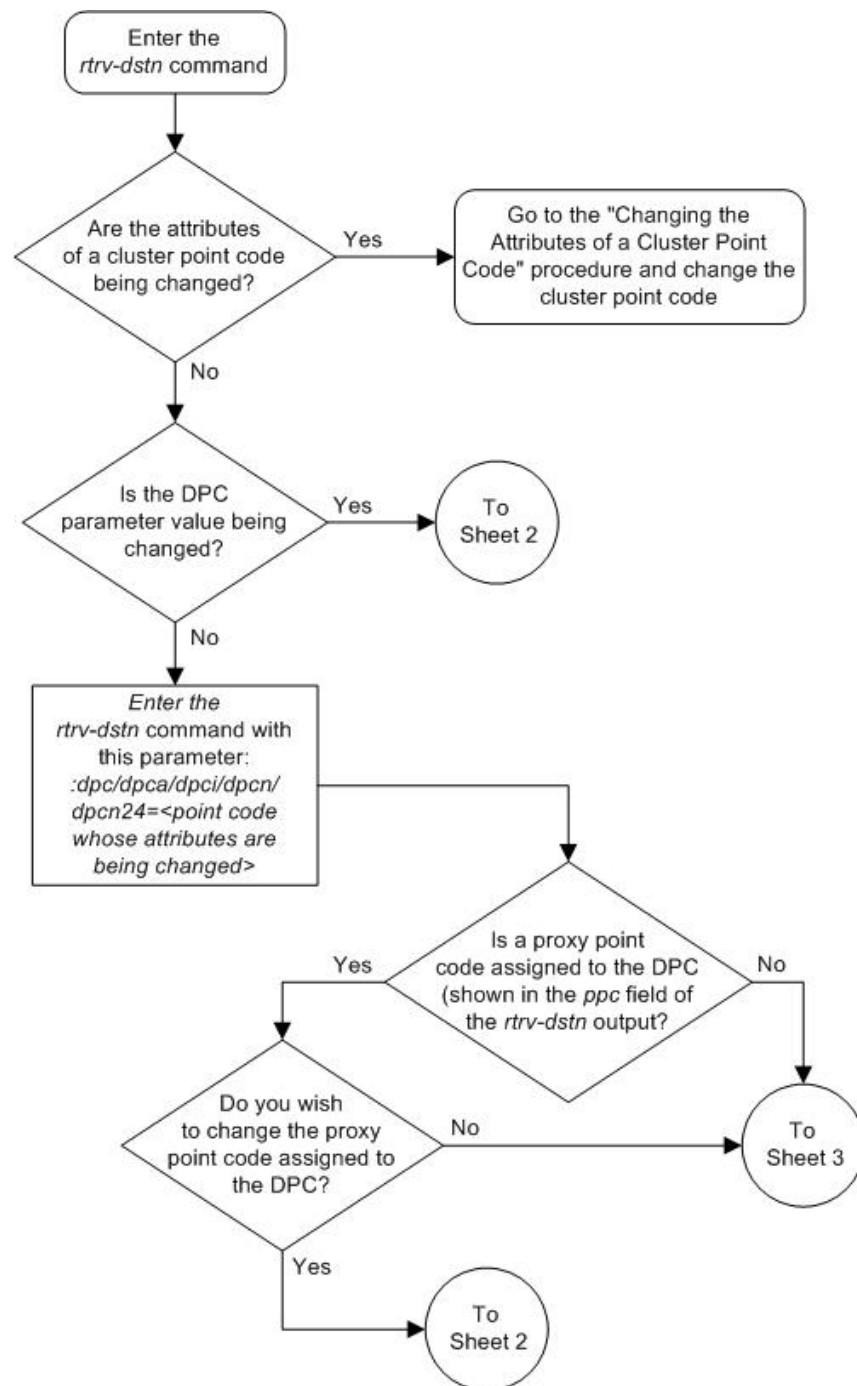 Enter the
rtrv-dstn command
Are the attributes
of a cluster point code
being changed?
Yes
Go to the "Changing the
Attributes of a Cluster Point
Code" procedure and change the
cluster point code
No
Is the DPC
parameter value being
changed?
Yes
To
Sheet 2
No
Enter the
rtrv-dstn command with
this parameter:
:dpc/dpca/dpci/dpcn/
dpcn24=<point code
whose attributes are
being changed>
Is a proxy point
code assigned to the DPC
(shown in the ppc field of
the rtrv-dstn output?
Yes
No
Do you wish
to change the proxy
point code assigned to
the DPC?
No
To
Sheet 3
Yes
To
Sheet 2